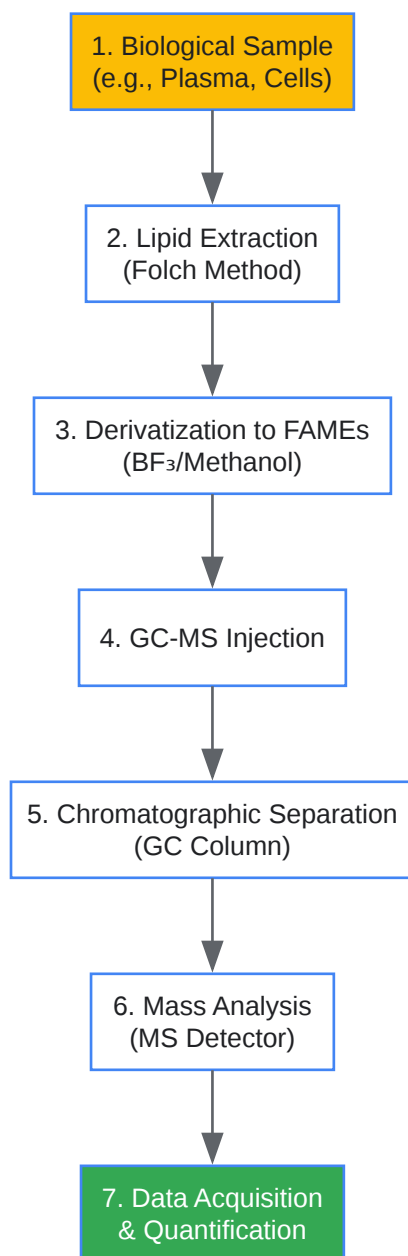 1. Biological Sample
(e.g., Plasma, Cells)
2. Lipid Extraction
(Folch Method)
3. Derivatization to FAMEs
(BF₃/Methanol)
4. GC-MS Injection
5. Chromatographic Separation
(GC Column)
6. Mass Analysis
(MS Detector)
7. Data Acquisition
& Quantification